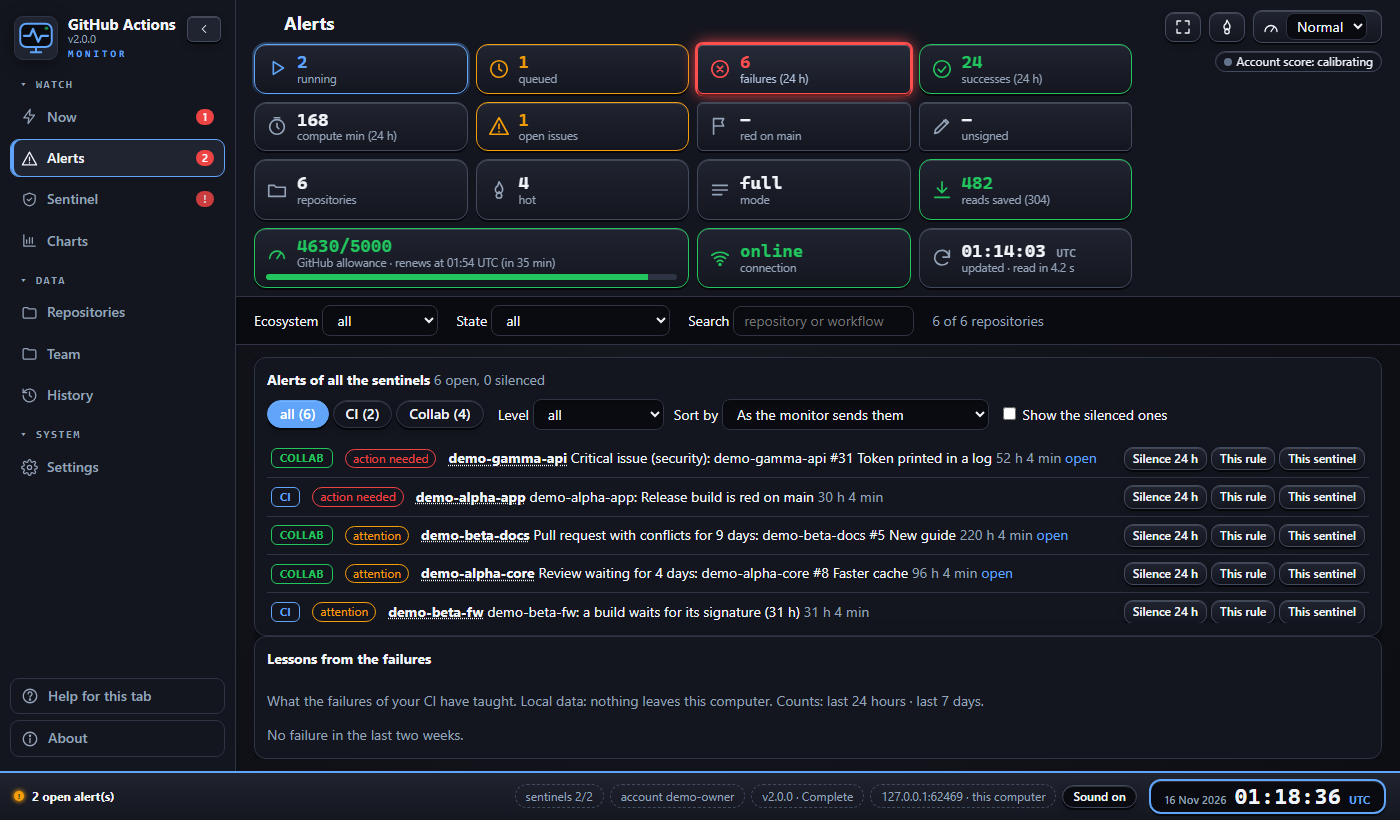 GitHub Actions
v2.0.0
MONITOR
WATCH
Now 1
Alerts 2
Sentinel !
Charts
DATA
Repositories
Team
History
SYSTEM
Settings
Help for this tab
About
Alerts
Normal
Account score: calibrating
2
running
1
queued
6
failures (24 h)
24
successes (24 h)
168
compute min (24 h)
1
open issues
–
red on main
–
unsigned
6
repositories
4
hot
full
mode
482
reads saved (304)
4630/5000
GitHub allowance · renews at 01:54 UTC (in 35 min)
online
connection
01:14:03 UTC
updated · read in 4.2 s
Ecosystem all State all Search repository or workflow 6 of 6 repositories
Alerts of all the sentinels 6 open, 0 silenced
all (6) CI (2) Collab (4) Level all Sort by As the monitor sends them Show the silenced ones
COLLAB action needed demo-gamma-api Critical issue (security): demo-gamma-api #31 Token printed in a log 52 h 4 min open Silence 24 h This rule This sentinel
CI action needed demo-alpha-app demo-alpha-app: Release build is red on main 30 h 4 min Silence 24 h This rule This sentinel
COLLAB attention demo-beta-docs Pull request with conflicts for 9 days: demo-beta-docs #5 New guide 220 h 4 min open Silence 24 h This rule This sentinel
COLLAB attention demo-alpha-core Review waiting for 4 days: demo-alpha-core #8 Faster cache 96 h 4 min open Silence 24 h This rule This sentinel
CI attention demo-beta-fw demo-beta-fw: a build waits for its signature (31 h) 31 h 4 min Silence 24 h This rule This sentinel
Lessons from the failures
What the failures of your CI have taught. Local data: nothing leaves this computer. Counts: last 24 hours · last 7 days.
No failure in the last two weeks.
2 open alert(s) sentinels 2/2 account demo-owner v2.0.0 · Complete 127.0.0.1:62469 · this computer Sound on 16 Nov 2026 01:18:36 UTC